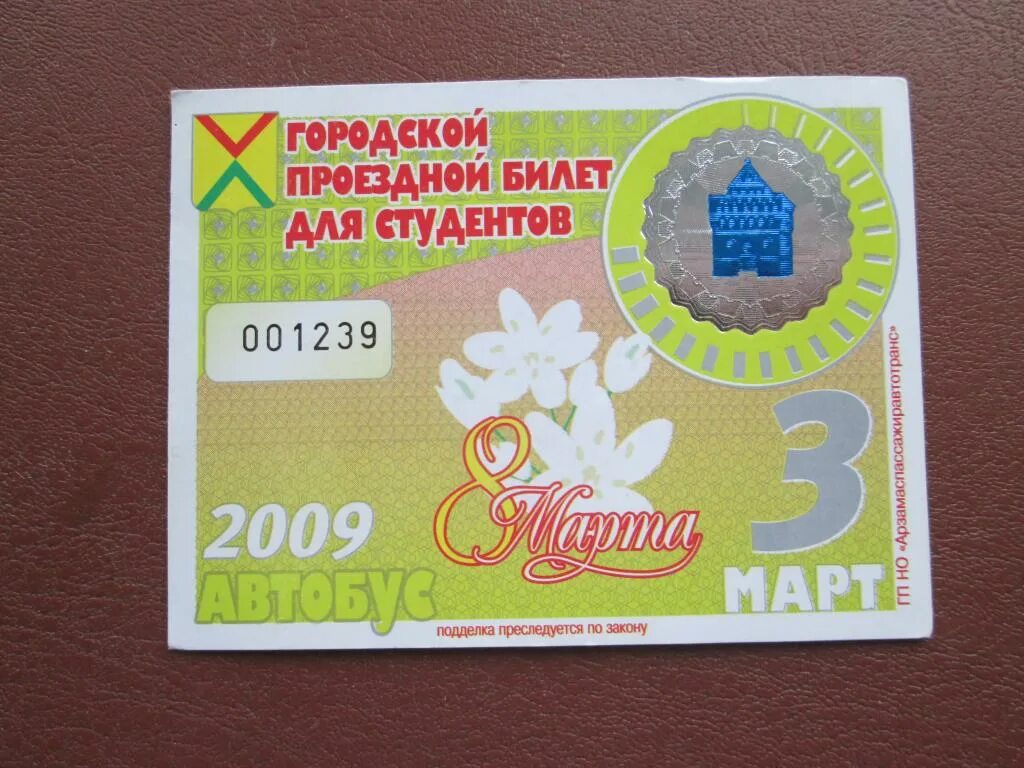 ГОРОДСКОЙ
ПРОЕЗДНОЙ БИЛЕТ
ДЛЯ СТУДЕНТОВ
001239
8 Марта
3
МАРТ
2009
АВТОБУС
подделка преследуется по закону
ГП НО «Арзамаспассажиравтотранс»